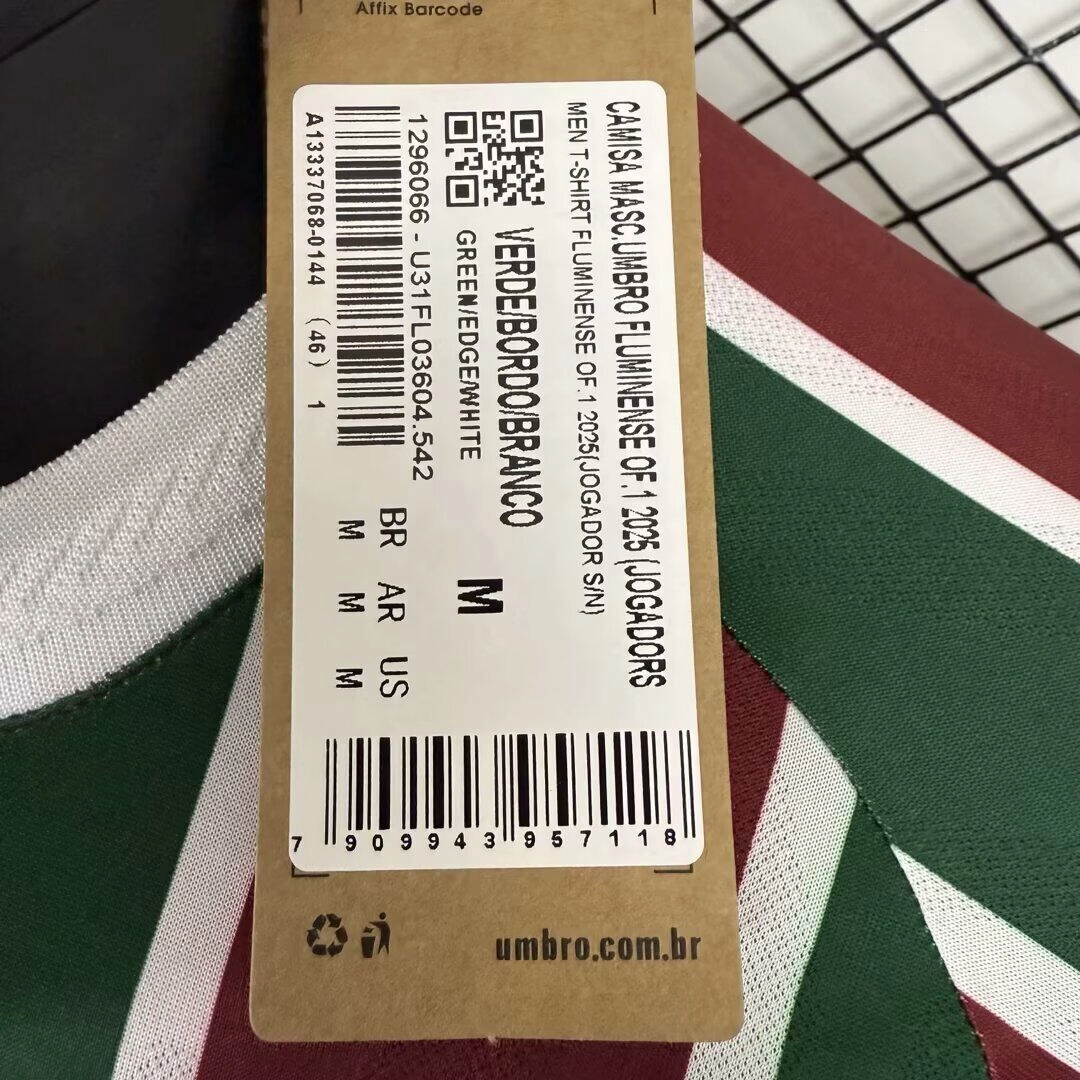 Affix Barcode
CAMISA MASC.UMBRO FLUMINENSE OF.1 2025 (JOGADORS
MEN T-SHIRT FLUMINENSE OF.1 2025(JOGADOR S/N)
VERDE/BORDO/BRANCO
GREEN/EDGE/WHITE
M
1296066 - U31FL03604.542
A13337068-0144 (46) 1
BR AR US
M M M
7 909943 957118
umbro.com.br